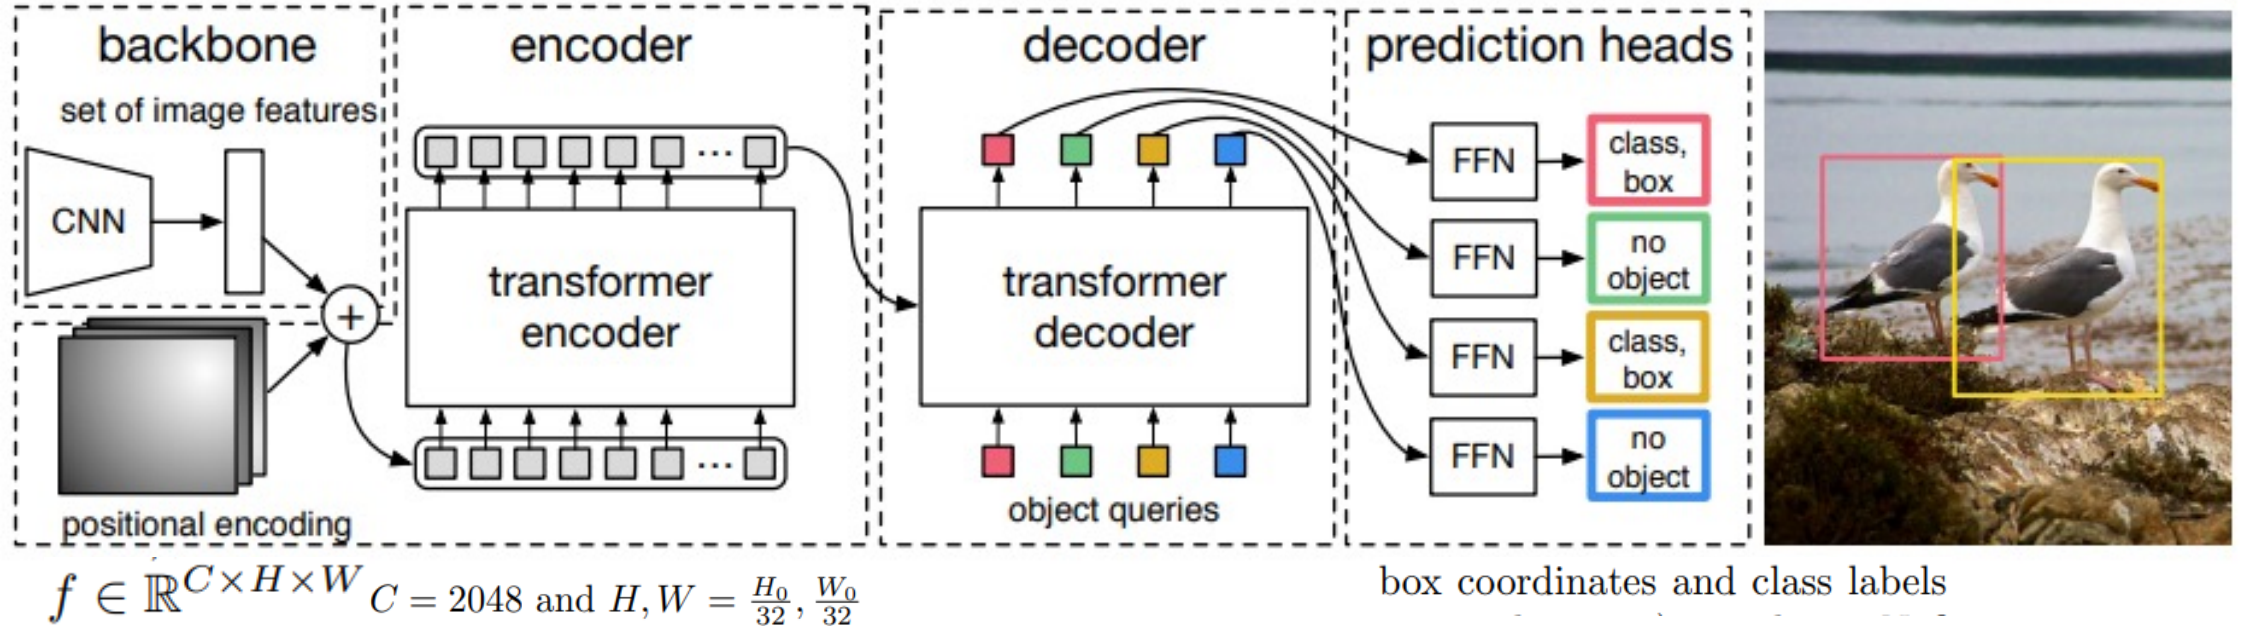 backbone
set of image features
CNN
+
positional encoding
encoder
...
transformer
encoder
...
decoder
transformer
decoder
object queries
prediction heads
FFN
class,
box
FFN
no
object
FFN
class,
box
FFN
no
object
f ∈ ℝ^{C×H×W} C = 2048 and H, W = H₀/32, W₀/32
box coordinates and class labels